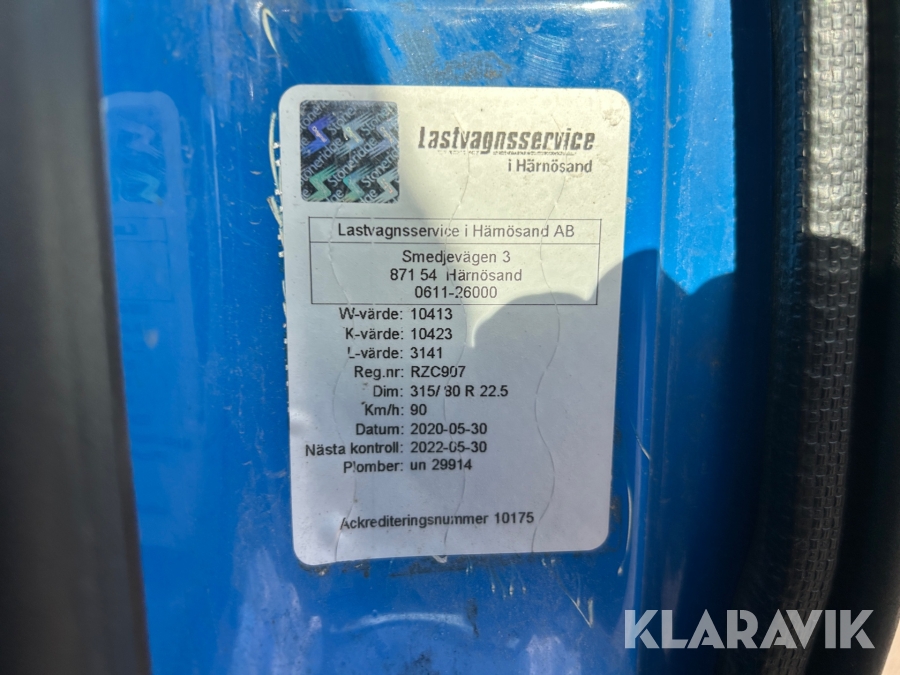 Stoneridge
Lastvagnsservice
i Härnösand
Lastvagnsservice i Härnösand AB
Smedjevägen 3
871 54 Härnösand
0611-26000
W-värde: 10413
K-värde: 10423
L-värde: 3141
Reg.nr: RZC907
Dim: 315/80 R 22.5
Km/h: 90
Datum: 2020-05-30
Nästa kontroll: 2022-05-30
Plomber: un 29914
Ackrediteringsnummer 10175
KLARAVIK